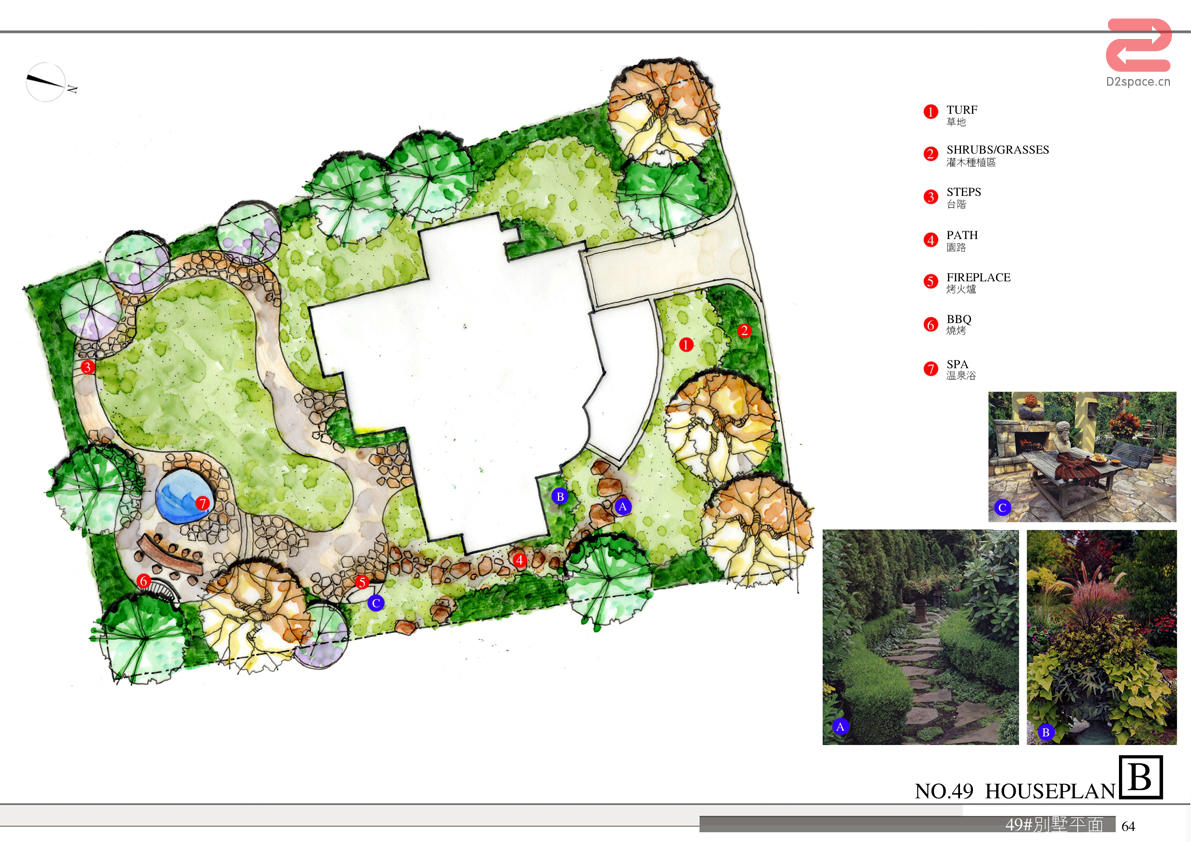 D2space.cn
N
1 TURF
草地
2 SHRUBS/GRASSES
灌木種植區
3 STEPS
台階
4 PATH
園路
5 FIREPLACE
烤火爐
6 BBQ
燒烤
7 SPA
温泉浴
1
2
3
B
A
7
4
6
5
C
C
A
B
NO.49 HOUSEPLAN B
49#別墅平面 64